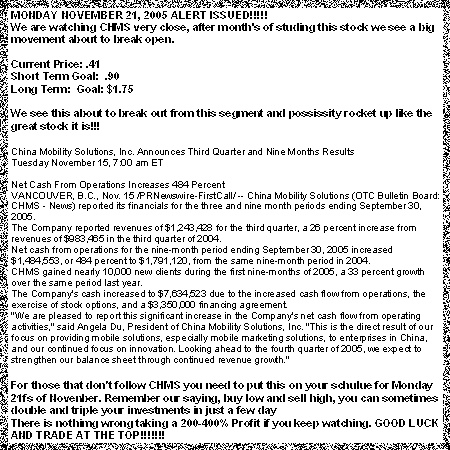 MONDAY NOVEMBER 21, 2005 ALERT ISSUED!!!!!
We are watching CHMS very close, after month's of studing this stock we see a big
movement about to break open.
Current Price: .41
Short Term Goal: .90
Long Term: Goal: $1.75
We see this about to break out from this segment and possissity rocket up like the
great stock it is!!!
China Mobility Solutions, Inc. Announces Third Quarter and Nine Months Results
Tuesday November 15, 7:00 am ET
Net Cash From Operations Increases 484 Percent
VANCOUVER, B.C., Nov. 15 /PRNewswire-FirstCall/ -- China Mobility Solutions (OTC Bulletin Board:
CHMS - News) reported its financials for the three and nine month periods ending September 30,
2005.
The Company reported revenues of $1,243,428 for the third quarter, a 26 percent increase from
revenues of $983,465 in the third quarter of 2004.
Net cash from operations for the nine-month period ending September 30, 2005 increased
$1,484,553, or 484 percent to $1,791,120, from the same nine-month period in 2004.
CHMS gained nearly 10,000 new clients during the first nine-months of 2005, a 33 percent growth
over the same period last year.
The Company's cash increased to $7,634,523 due to the increased cash flow from operations, the
exercise of stock options, and a $3,350,000 financing agreement.
"We are pleased to report this significant increase in the Company's net cash flow from operating
activities," said Angela Du, President of China Mobility Solutions, Inc. "This is the direct result of our
focus on providing mobile solutions, especially mobile marketing solutions, to enterprises in China,
and our continued focus on innovation. Looking ahead to the fourth quarter of 2005, we expect to
strengthen our balance sheet through continued revenue growth."
For those that don't follow CHMS you need to put this on your schulue for Monday
21fs of Novenber. Remember our saying, buy low and sell high, you can sometimes
double and triple your investments in just a few day
There is nothimg wrong taking a 200-400% Profit if you keep watching. GOOD LUCK
AND TRADE AT THE TOP!!!!!!!